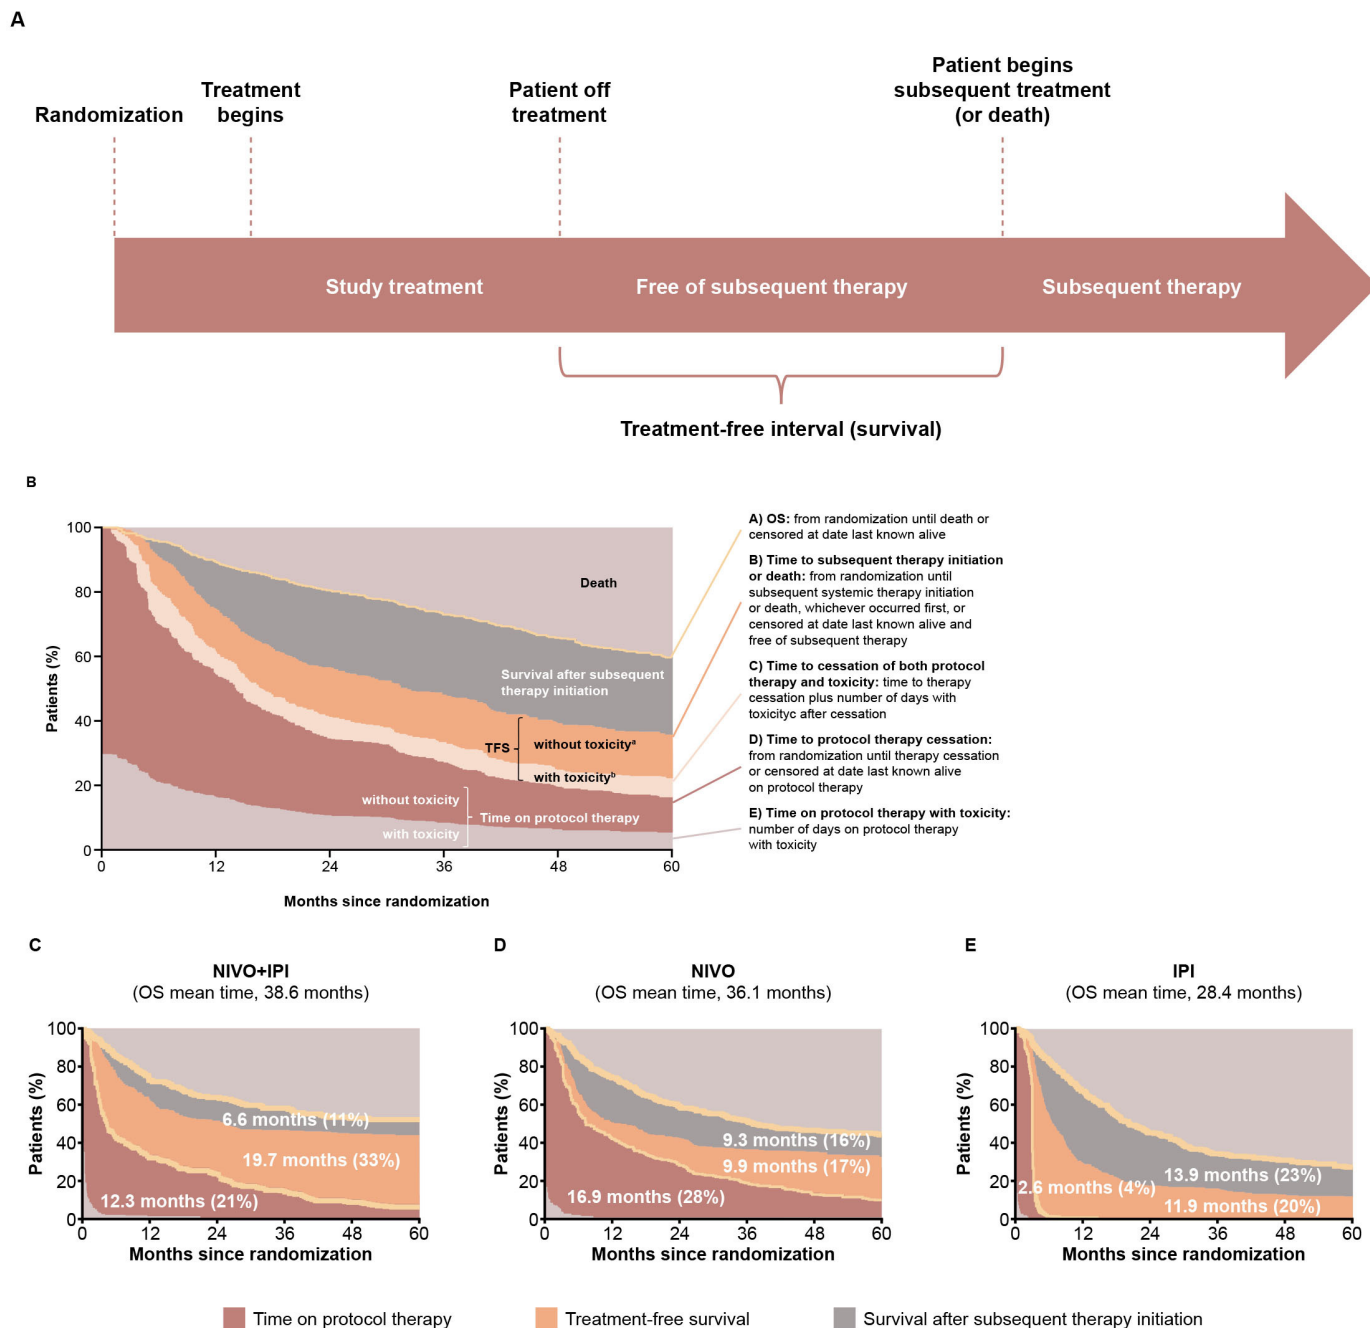 A
Randomization
Treatment
begins
Patient off
treatment
Patient begins
subsequent treatment
(or death)
Study treatment
Free of subsequent therapy
Subsequent therapy
Treatment-free interval (survival)
B
Patients (%)
100
80
60
40
20
0
0
12
24
36
48
60
Months since randomization
Death
Survival after subsequent
therapy initiation
TFS
without toxicityᵃ
with toxicityᵇ
without toxicity
Time on protocol therapy
with toxicity
A) OS: from randomization until death or
censored at date last known alive
B) Time to subsequent therapy initiation
or death: from randomization until
subsequent systemic therapy initiation
or death, whichever occurred first, or
censored at date last known alive and
free of subsequent therapy
C) Time to cessation of both protocol
therapy and toxicity: time to therapy
cessation plus number of days with
toxicityc after cessation
D) Time to protocol therapy cessation:
from randomization until therapy cessation
or censored at date last known alive
on protocol therapy
E) Time on protocol therapy with toxicity:
number of days on protocol therapy
with toxicity
C
NIVO+IPI
(OS mean time, 38.6 months)
Patients (%)
100
80
60
40
20
0
6.6 months (11%)
19.7 months (33%)
12.3 months (21%)
0
12
24
36
48
60
Months since randomization
D
NIVO
(OS mean time, 36.1 months)
Patients (%)
100
80
60
40
20
0
9.3 months (16%)
9.9 months (17%)
16.9 months (28%)
0
12
24
36
48
60
Months since randomization
E
IPI
(OS mean time, 28.4 months)
Patients (%)
100
80
60
40
20
0
13.9 months (23%)
2.6 months (4%)
11.9 months (20%)
0
12
24
36
48
60
Months since randomization
Time on protocol therapy
Treatment-free survival
Survival after subsequent therapy initiation